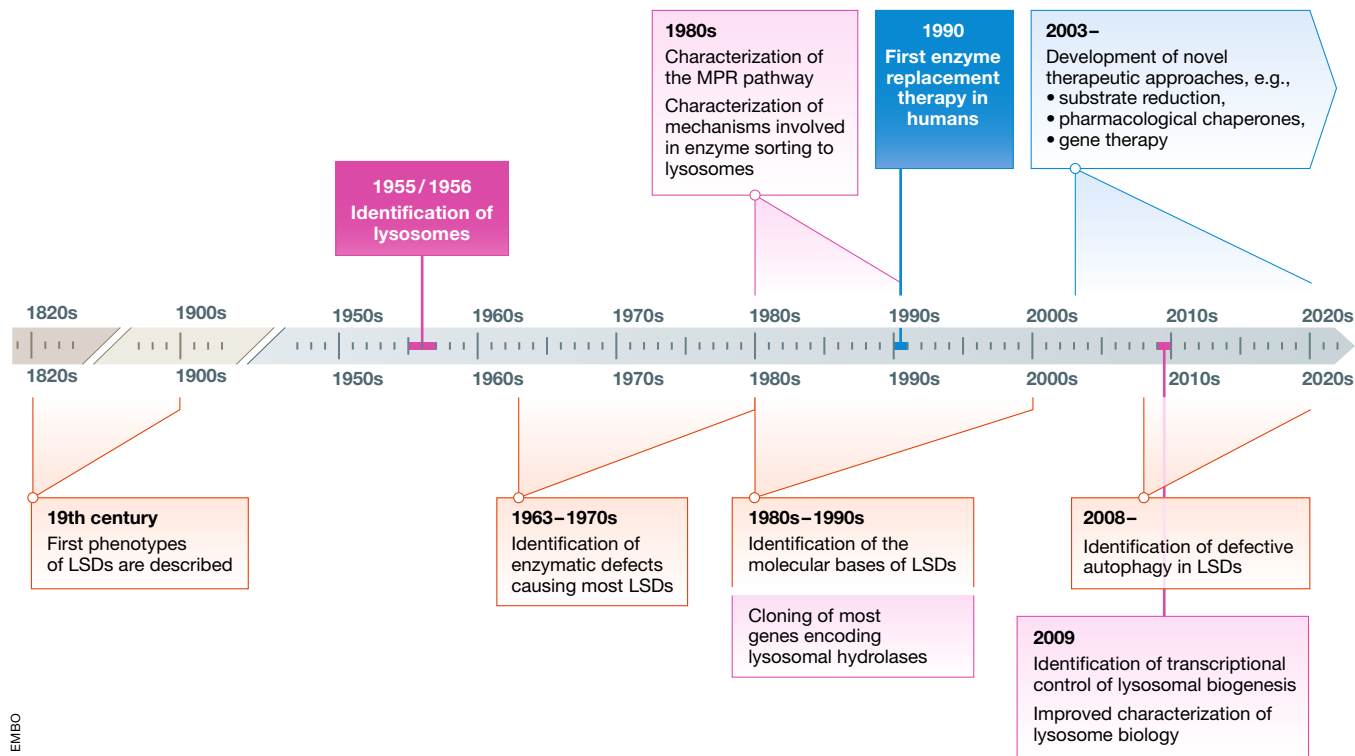 1980s
Characterization of
the MPR pathway
Characterization of
mechanisms involved
in enzyme sorting to
lysosomes
1990
First enzyme
replacement
therapy in
humans
2003–
Development of novel
therapeutic approaches, e.g.,
• substrate reduction,
• pharmacological chaperones,
• gene therapy
1955/1956
Identification of
lysosomes
1820s 1900s 1950s 1960s 1970s 1980s 1990s 2000s 2010s 2020s
1820s 1900s 1950s 1960s 1970s 1980s 1990s 2000s 2010s 2020s
19th century
First phenotypes
of LSDs are described
1963–1970s
Identification of
enzymatic defects
causing most LSDs
1980s–1990s
Identification of the
molecular bases of LSDs
Cloning of most
genes encoding
lysosomal hydrolases
2008–
Identification of defective
autophagy in LSDs
2009
Identification of transcriptional
control of lysosomal biogenesis
Improved characterization of
lysosome biology
EMBO